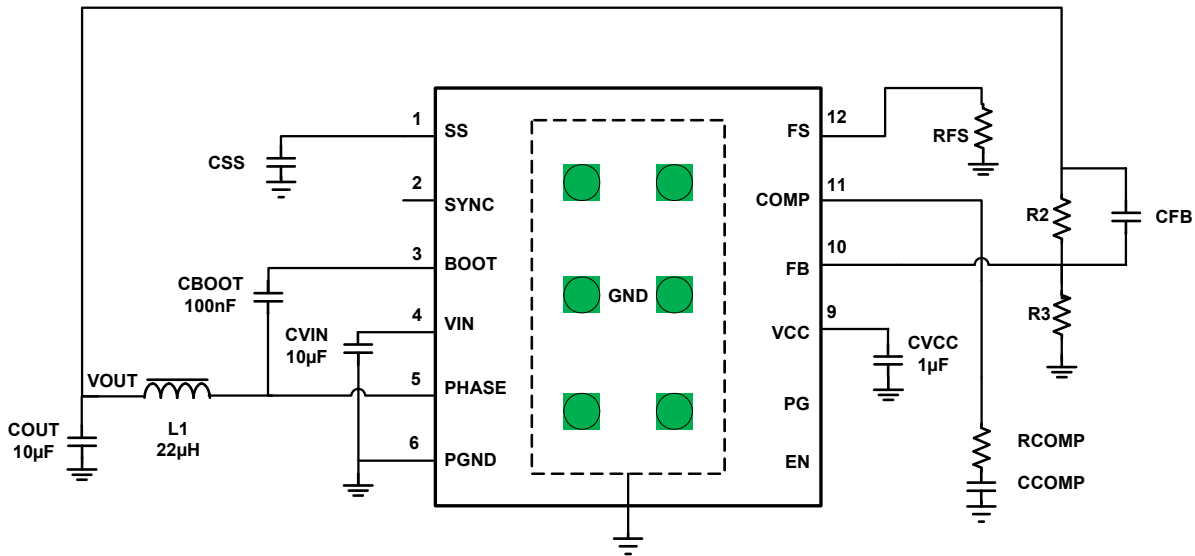 1
SS
CSS
2
SYNC
3
BOOT
CBOOT
100nF
4
VIN
CVIN
10µF
5
PHASE
VOUT
L1
22µH
COUT
10µF
6
PGND
GND
12
FS
RFS
11
COMP
R2
CFB
10
FB
R3
9
VCC
CVCC
1µF
PG
EN
RCOMP
CCOMP